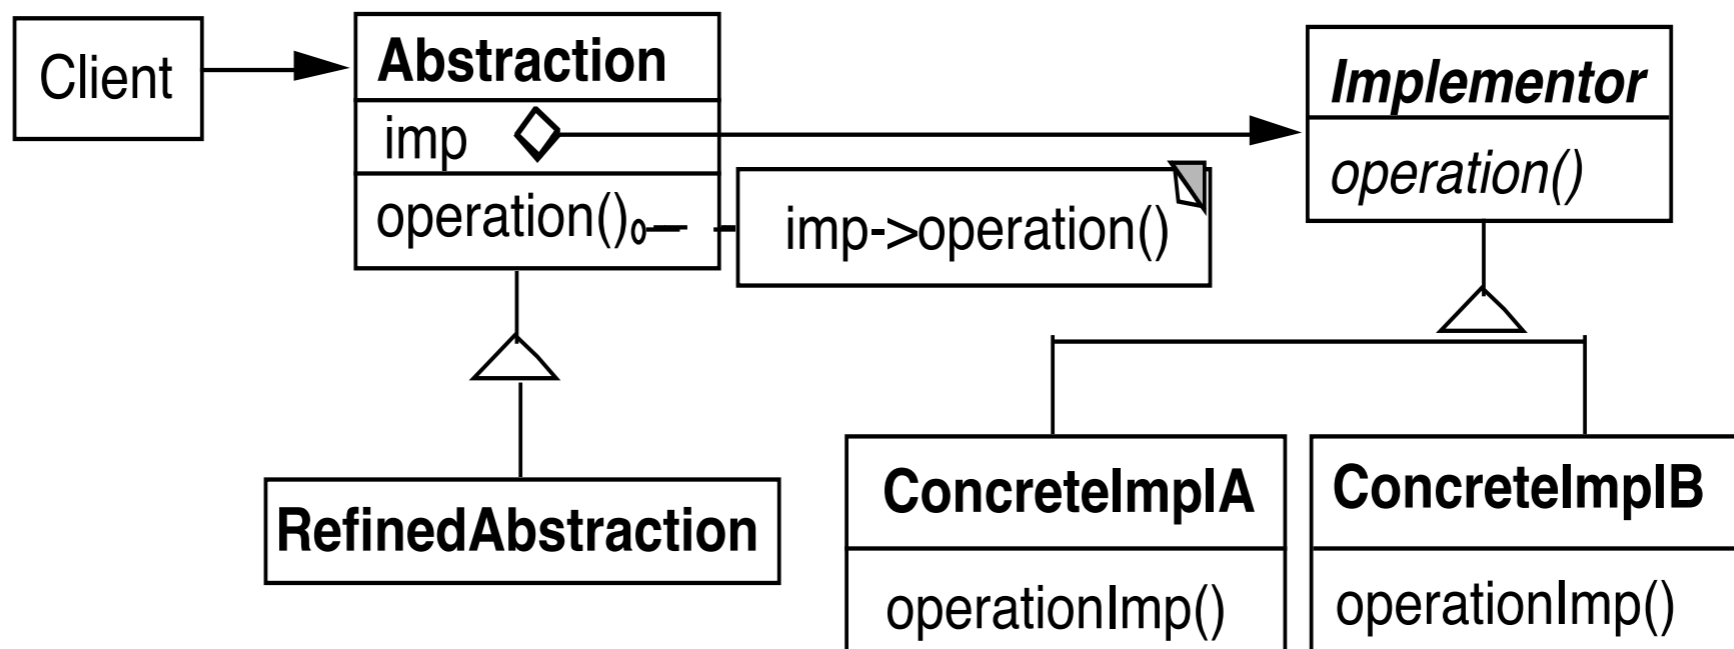 Client
Abstraction
imp
operation()
imp->operation()
Implementor
operation()
RefinedAbstraction
ConcreteImplA
operationImp()
ConcreteImplB
operationImp()